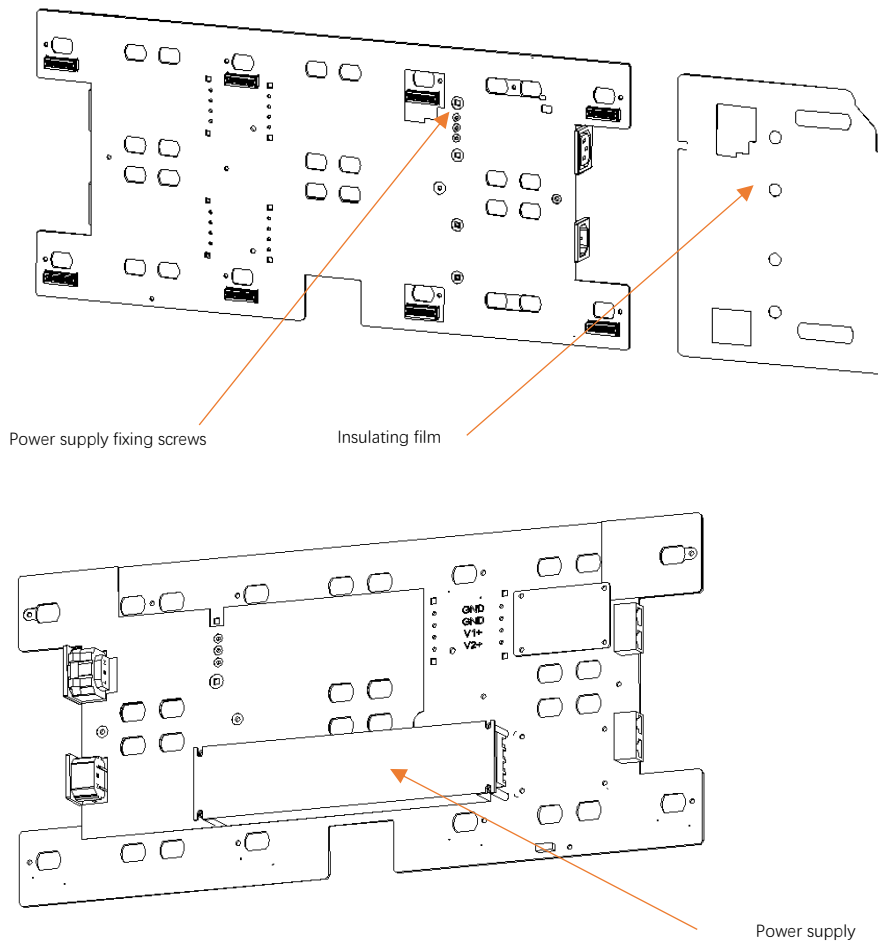 Power supply fixing screws
Insulating film
GND
GND
V1+
V2+
Power supply